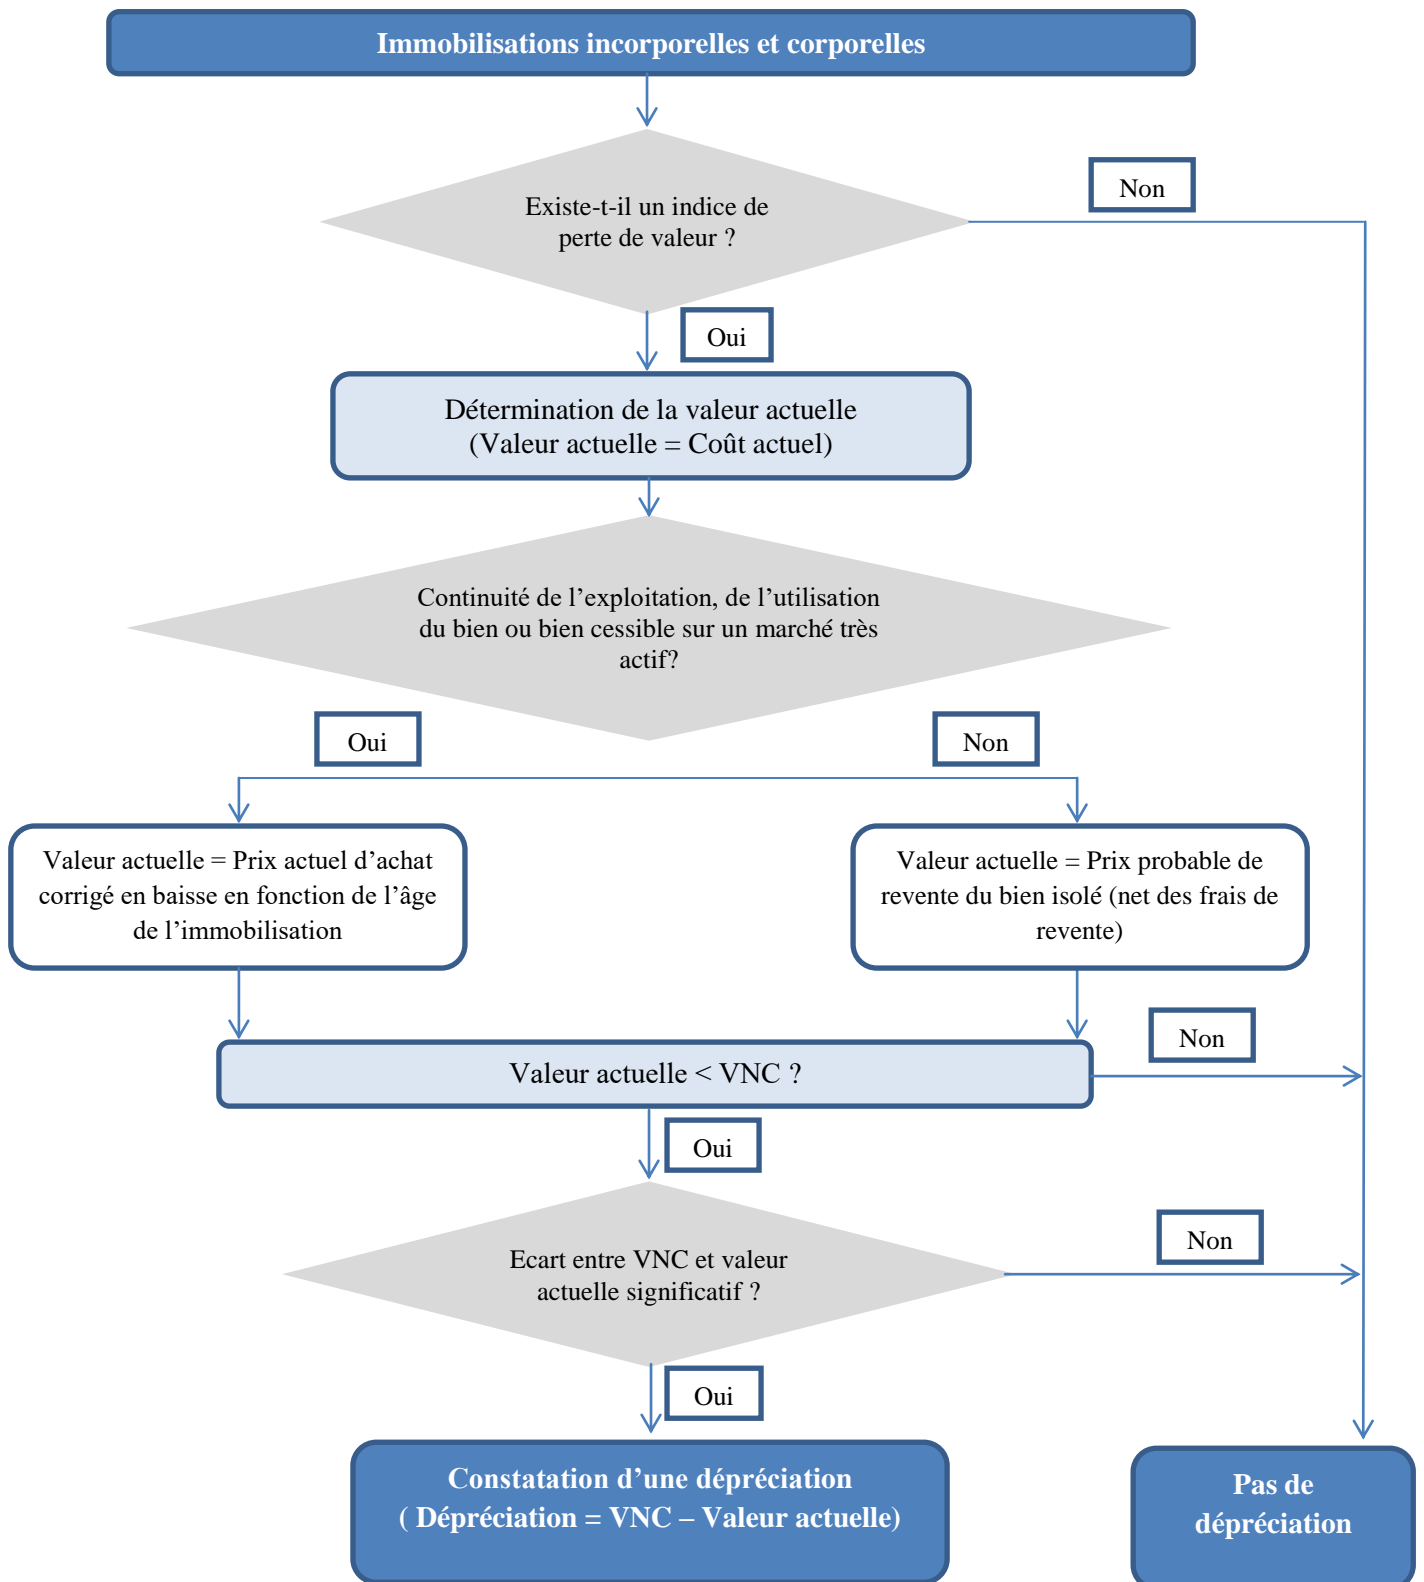 Immobilisations incorporelles et corporelles
Existe-t-il un indice de
perte de valeur ?
Non
Oui
Détermination de la valeur actuelle
(Valeur actuelle = Coût actuel)
Continuité de l’exploitation, de l’utilisation
du bien ou bien cessible sur un marché très
actif?
Oui
Non
Valeur actuelle = Prix actuel d’achat
corrigé en baisse en fonction de l’âge
de l’immobilisation
Valeur actuelle = Prix probable de
revente du bien isolé (net des frais de
revente)
Non
Valeur actuelle < VNC ?
Oui
Ecart entre VNC et valeur
actuelle significatif ?
Non
Oui
Constatation d’une dépréciation
( Dépréciation = VNC – Valeur actuelle)
Pas de
dépréciation